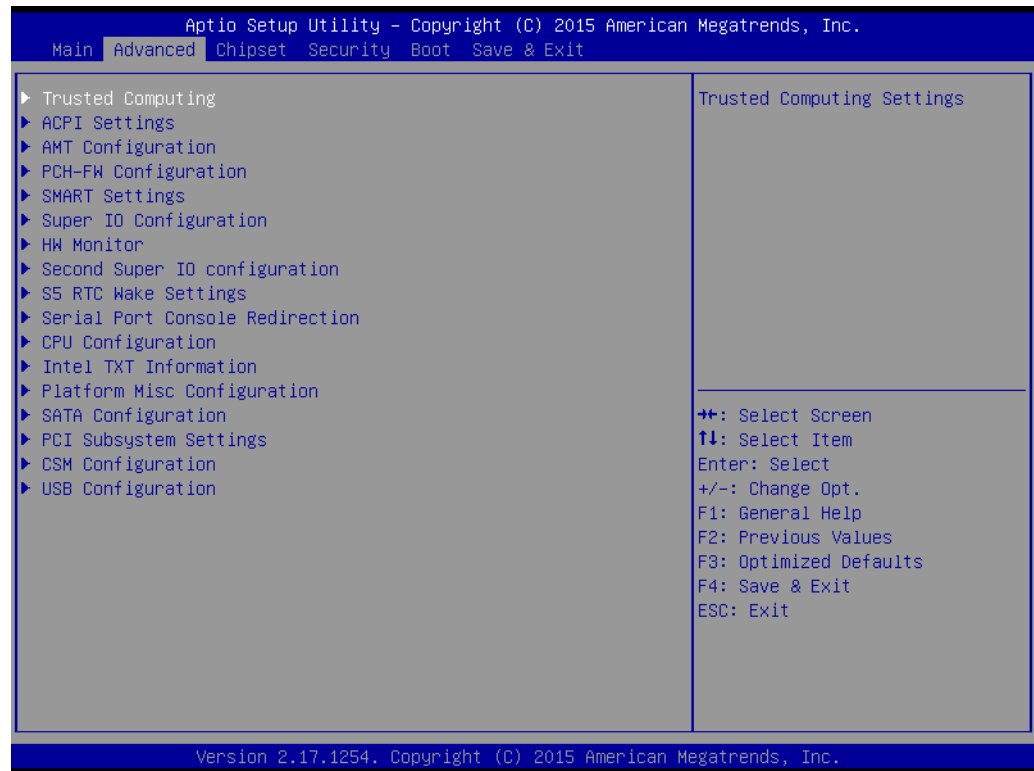 Aptio Setup Utility – Copyright (C) 2015 American Megatrends, Inc.
Main Advanced Chipset Security Boot Save & Exit
▶ Trusted Computing
▶ ACPI Settings
▶ AMT Configuration
▶ PCH-FW Configuration
▶ SMART Settings
▶ Super IO Configuration
▶ HW Monitor
▶ Second Super IO configuration
▶ S5 RTC Wake Settings
▶ Serial Port Console Redirection
▶ CPU Configuration
▶ Intel TXT Information
▶ Platform Misc Configuration
▶ SATA Configuration
▶ PCI Subsystem Settings
▶ CSM Configuration
▶ USB Configuration
Trusted Computing Settings
→←: Select Screen
↑↓: Select Item
Enter: Select
+/-: Change Opt.
F1: General Help
F2: Previous Values
F3: Optimized Defaults
F4: Save & Exit
ESC: Exit
Version 2.17.1254. Copyright (C) 2015 American Megatrends, Inc.